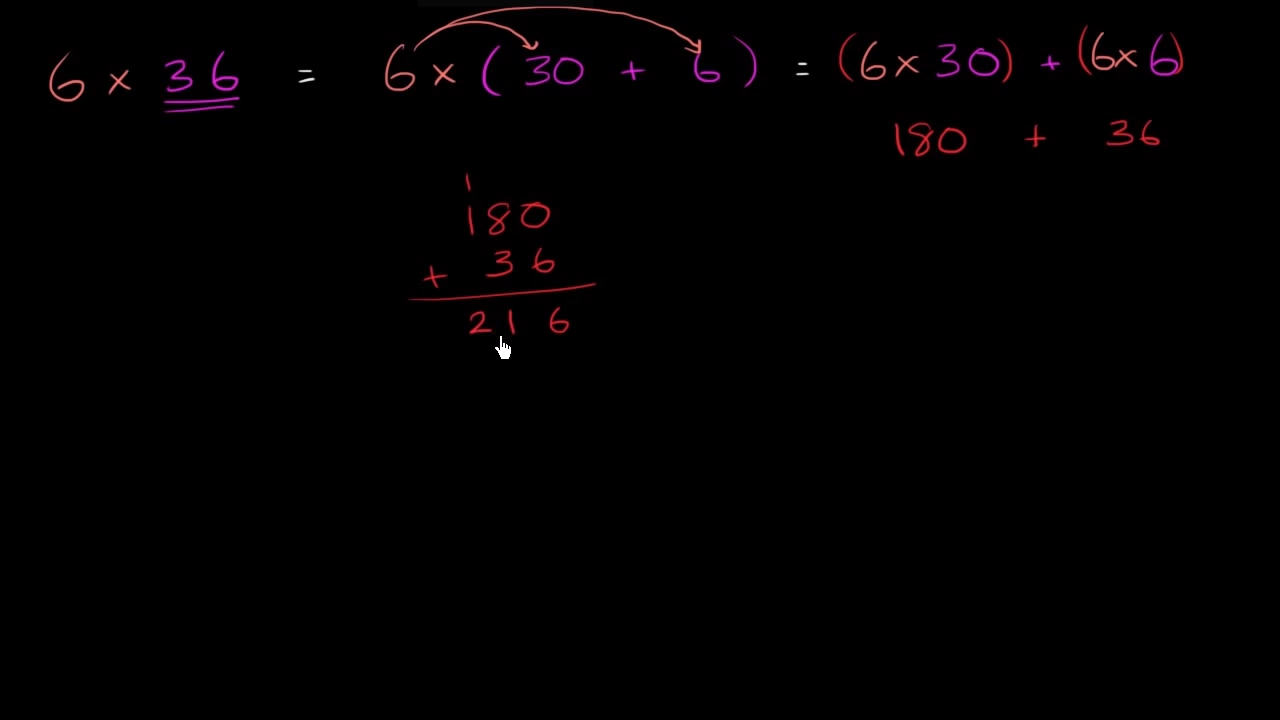 6 × 36 = 6 × (30 + 6) = (6 × 30) + (6 × 6)
180 + 36
1
180
+ 36
216